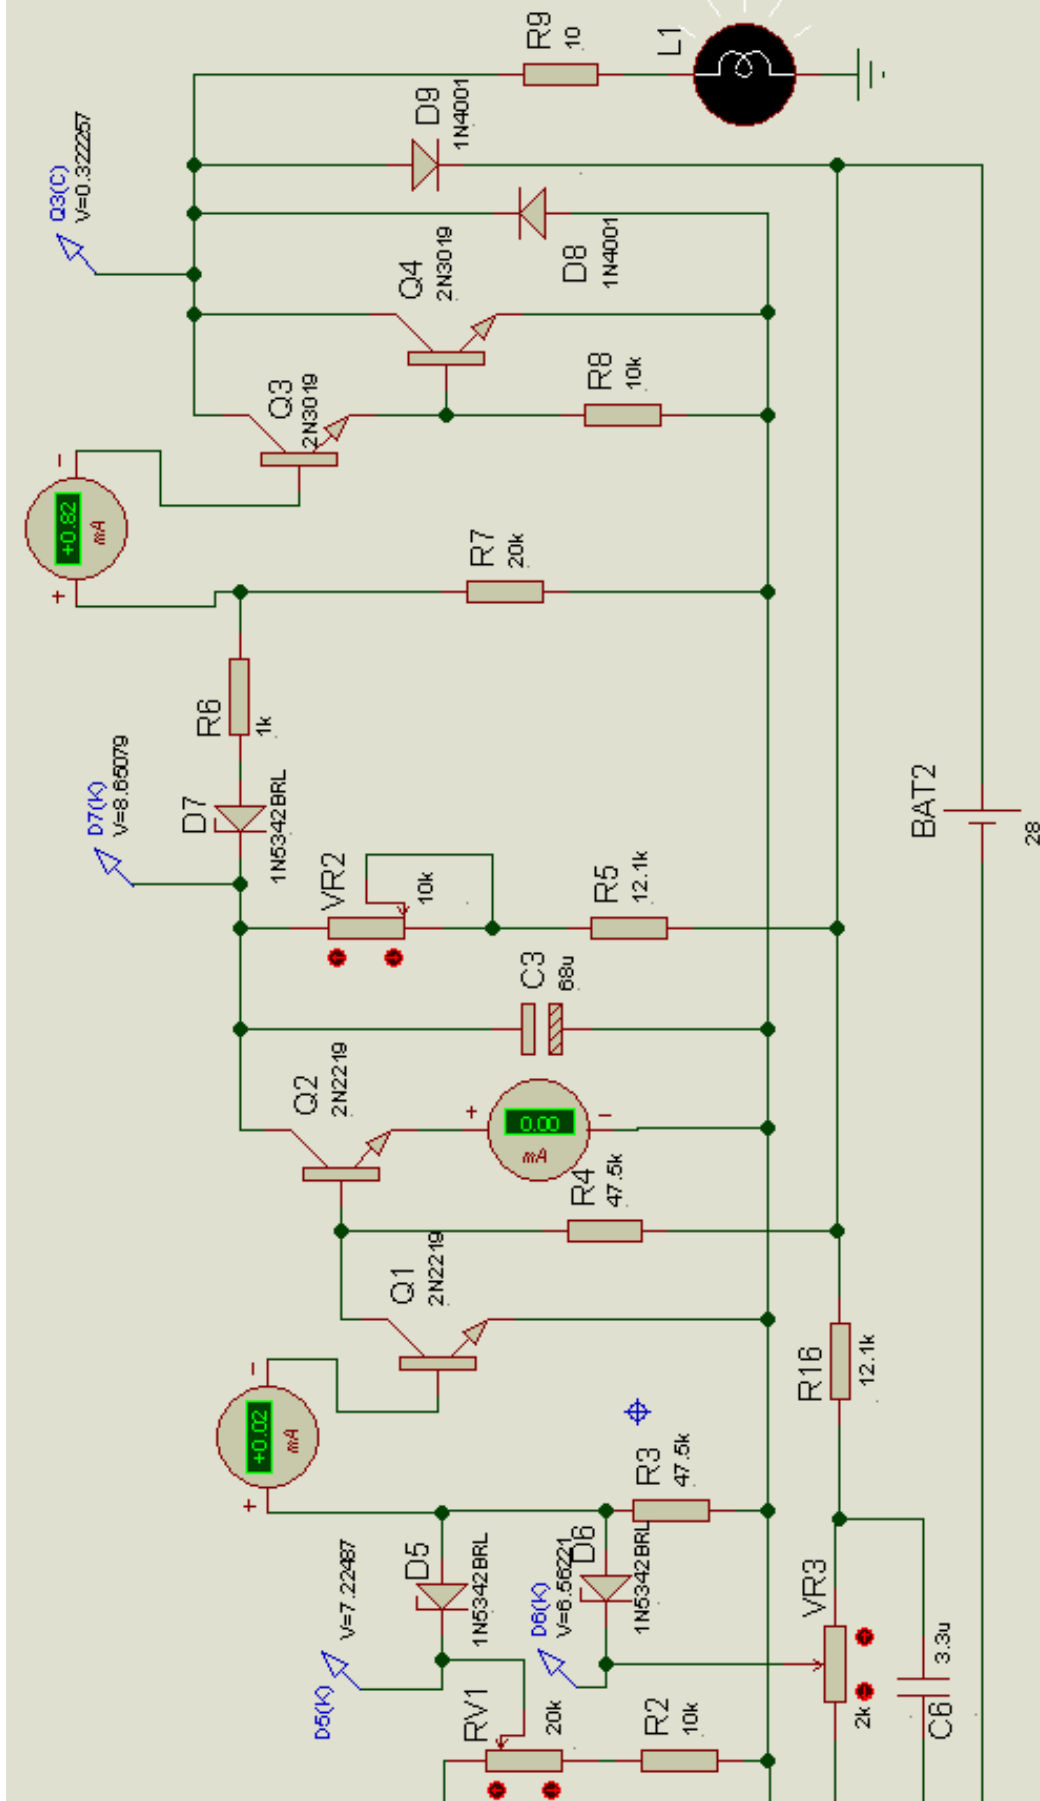 R9
10
L1
D9
1N4001
Q3(C)
V=0.322257
D8
1N4001
Q4
2N3019
Q3
2N3019
R8
10k
+0.82
mA
+
-
R7
20k
R6
1k
D7(K)
V=8.65079
D7
1N5342BRL
VR2
10k
R5
12.1k
BAT2
28
C3
68u
Q2
2N2219
+
-
0.00
mA
R4
47.5k
Q1
2N2219
R16
12.1k
+0.02
mA
+
-
R3
47.5k
D5
1N5342BRL
V=7.22487
D5(K)
D6
1N5342BRL
D6(K)
V=6.56221
VR3
2k
C6
3.3u
RV1
20k
R2
10k